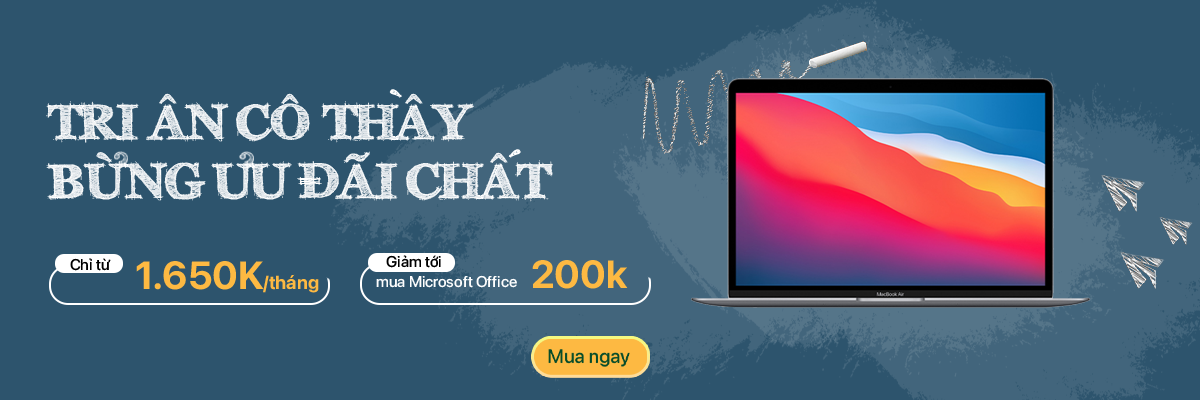 TRI ÂN CÔ THẦY
BỪNG ƯU ĐÃI CHẤT
Chỉ từ
1.650K/tháng
Giảm tới
mua Microsoft Office 200k
Mua ngay
MacBook Air